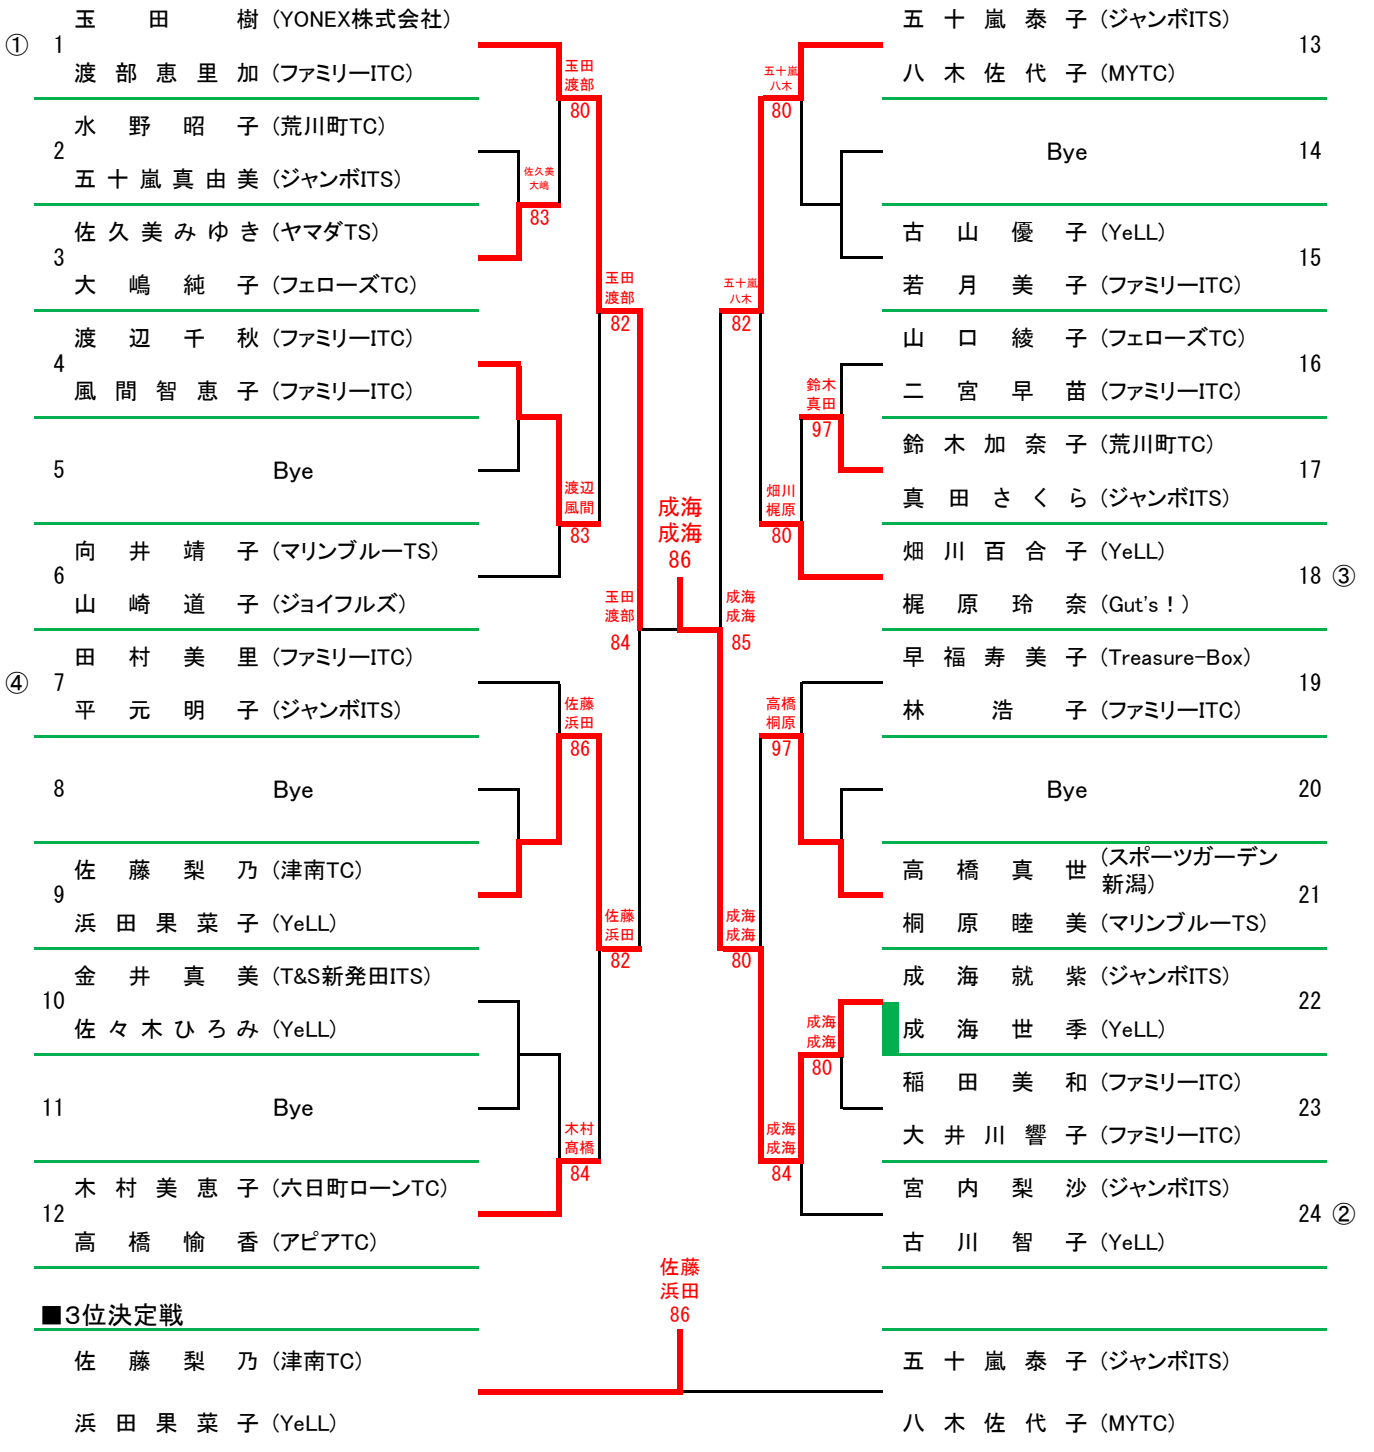 玉田樹 (YONEX株式会社)
① 1
渡部恵里加 (ファミリーITC)
水野昭子 (荒川町TC)
2
五十嵐真由美 (ジャンボITS)
佐久美みゆき (ヤマダTS)
3
大嶋純子 (フェローズTC)
渡辺千秋 (ファミリーITC)
4
風間智恵子 (ファミリーITC)
5 Bye
向井靖子 (マリンブルーTS)
6
山崎道子 (ジョイフルズ)
田村美里 (ファミリーITC)
④ 7
平元明子 (ジャンボITS)
8 Bye
佐藤梨乃 (津南TC)
9
浜田果菜子 (YeLL)
金井真美 (T&S新発田ITS)
10
佐々木ひろみ (YeLL)
11 Bye
木村美恵子 (六日町ローンTC)
12
高橋愉香 (アピアTC)
佐久美
大嶋
83
玉田
渡部
80
渡辺
風間
83
佐藤
浜田
86
木村
高橋
84
玉田
渡部
82
佐藤
浜田
82
玉田
渡部
84
成海
成海
86
成海
成海
85
五十嵐
八木
82
成海
成海
80
五十嵐
八木
80
畑川
梶原
80
高橋
桐原
97
成海
成海
84
鈴木
真田
97
成海
成海
80
五十嵐泰子 (ジャンボITS)
13
八木佐代子 (MYTC)
Bye 14
古山優子 (YeLL)
15
若月美子 (ファミリーITC)
山口綾子 (フェローズTC)
16
二宮早苗 (ファミリーITC)
鈴木加奈子 (荒川町TC)
17
真田さくら (ジャンボITS)
畑川百合子 (YeLL)
18 ③
梶原玲奈 (Gut's！)
早福寿美子 (Treasure-Box)
19
林浩子 (ファミリーITC)
Bye 20
高橋真世 (スポーツガーデン
新潟)
21
桐原睦美 (マリンブルーTS)
成海就紫 (ジャンボITS)
22
成海世季 (YeLL)
稲田美和 (ファミリーITC)
23
大井川響子 (ファミリーITC)
宮内梨沙 (ジャンボITS)
24 ②
古川智子 (YeLL)
■3位決定戦
佐藤梨乃 (津南TC)
浜田果菜子 (YeLL)
佐藤
浜田
86
五十嵐泰子 (ジャンボITS)
八木佐代子 (MYTC)